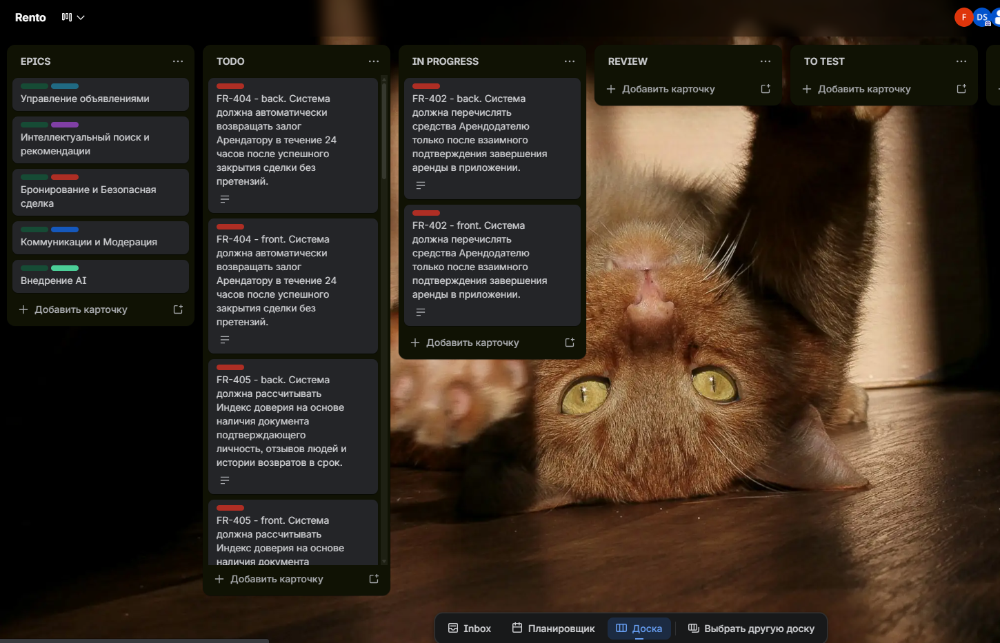 Rento
F
DS
EPICS
Управление объявлениями
Интеллектуальный поиск и
рекомендации
Бронирование и Безопасная
сделка
Коммуникации и Модерация
Внедрение AI
Добавить карточку
TODO
FR-404 - back. Система
должна автоматически
возвращать залог
Арендатору в течение 24
часов после успешного
закрытия сделки без
претензий.
FR-404 - front. Система
должна автоматически
возвращать залог
Арендатору в течение 24
часов после успешного
закрытия сделки без
претензий.
FR-405 - back. Система
должна рассчитывать
Индекс доверия на основе
наличия документа
подтверждающего
личность, отзывов людей и
истории возвратов в срок.
FR-405 - front. Система
должна рассчитывать
Индекс доверия на основе
наличия документа
Добавить карточку
IN PROGRESS
FR-402 - back. Система
должна перечислять
средства Арендодателю
только после взаимного
подтверждения завершения
аренды в приложении.
FR-402 - front. Система
должна перечислять
средства Арендодателю
только после взаимного
подтверждения завершения
аренды в приложении.
Добавить карточку
REVIEW
Добавить карточку
TO TEST
Добавить карточку
Inbox
Планировщик
Доска
Выбрать другую доску